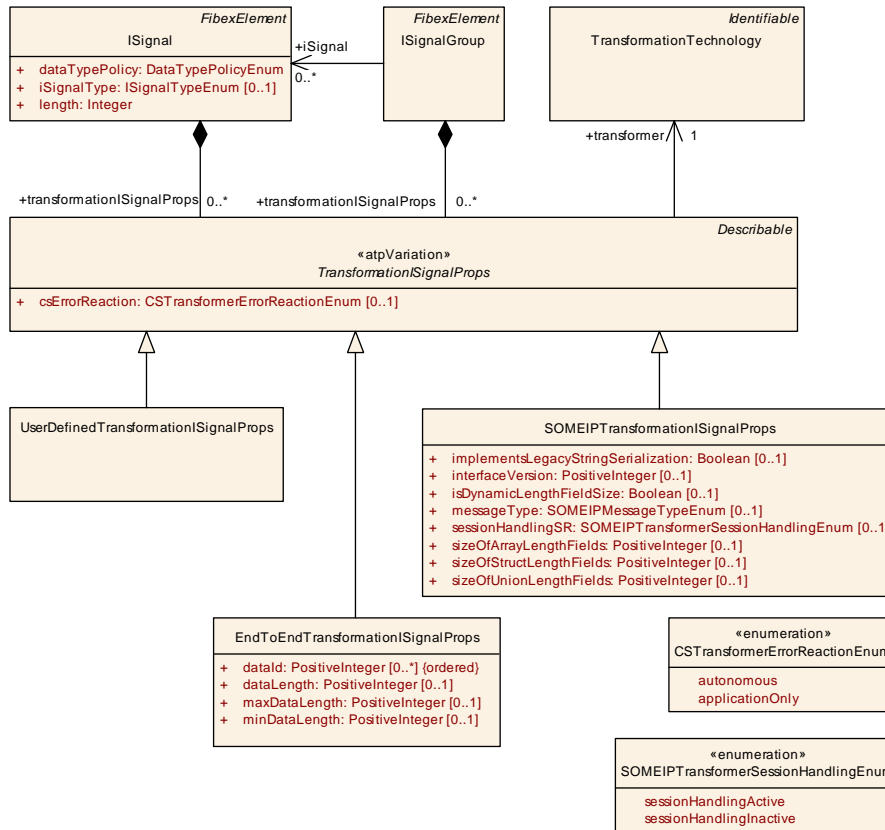 FibexElement
ISignal
+ dataTypePolicy: DataTypePolicyEnum
+ iSignalType: ISignalTypeEnum [0..1]
+ length: Integer
+iSignal
0..*
FibexElement
ISignalGroup
Identifiable
TransformationTechnology
+transformer 1
+transformationISignalProps 0..*
+transformationISignalProps 0..*
Describable
«atpVariation»
TransformationISignalProps
+ csErrorReaction: CSTransformerErrorReactionEnum [0..1]
UserDefinedTransformationISignalProps
SOMEIPTransformationISignalProps
+ implementsLegacyStringSerialization: Boolean [0..1]
+ interfaceVersion: PositiveInteger [0..1]
+ isDynamicLengthFieldSize: Boolean [0..1]
+ messageType: SOMEIPMessageTypeEnum [0..1]
+ sessionHandlingSR: SOMEIPTransformerSessionHandlingEnum [0..1
+ sizeOfArrayLengthFields: PositiveInteger [0..1]
+ sizeOfStructLengthFields: PositiveInteger [0..1]
+ sizeOfUnionLengthFields: PositiveInteger [0..1]
EndToEndTransformationISignalProps
+ dataId: PositiveInteger [0..*] {ordered}
+ dataLength: PositiveInteger [0..1]
+ maxDataLength: PositiveInteger [0..1]
+ minDataLength: PositiveInteger [0..1]
«enumeration»
CSTransformerErrorReactionEnum
autonomous
applicationOnly
«enumeration»
SOMEIPTransformerSessionHandlingEnum
sessionHandlingActive
sessionHandlingInactive